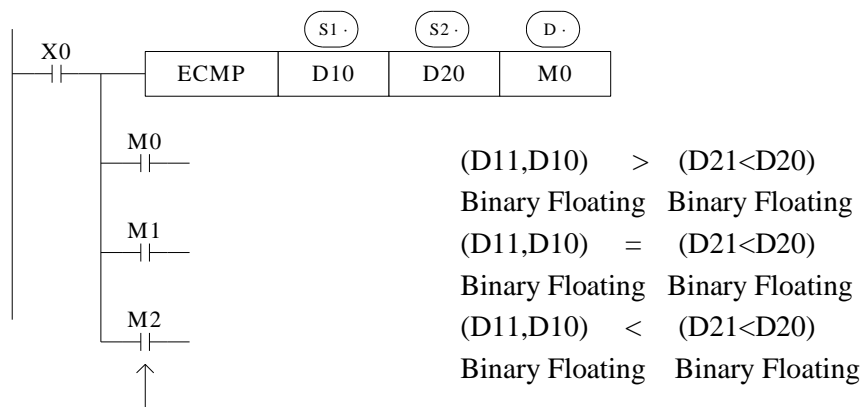 S1 · S2 · D ·
X0
ECMP D10 D20 M0
M0
(D11,D10) > (D21<D20)
Binary Floating Binary Floating
M1
(D11,D10) = (D21<D20)
Binary Floating Binary Floating
M2
(D11,D10) < (D21<D20)
Binary Floating Binary Floating